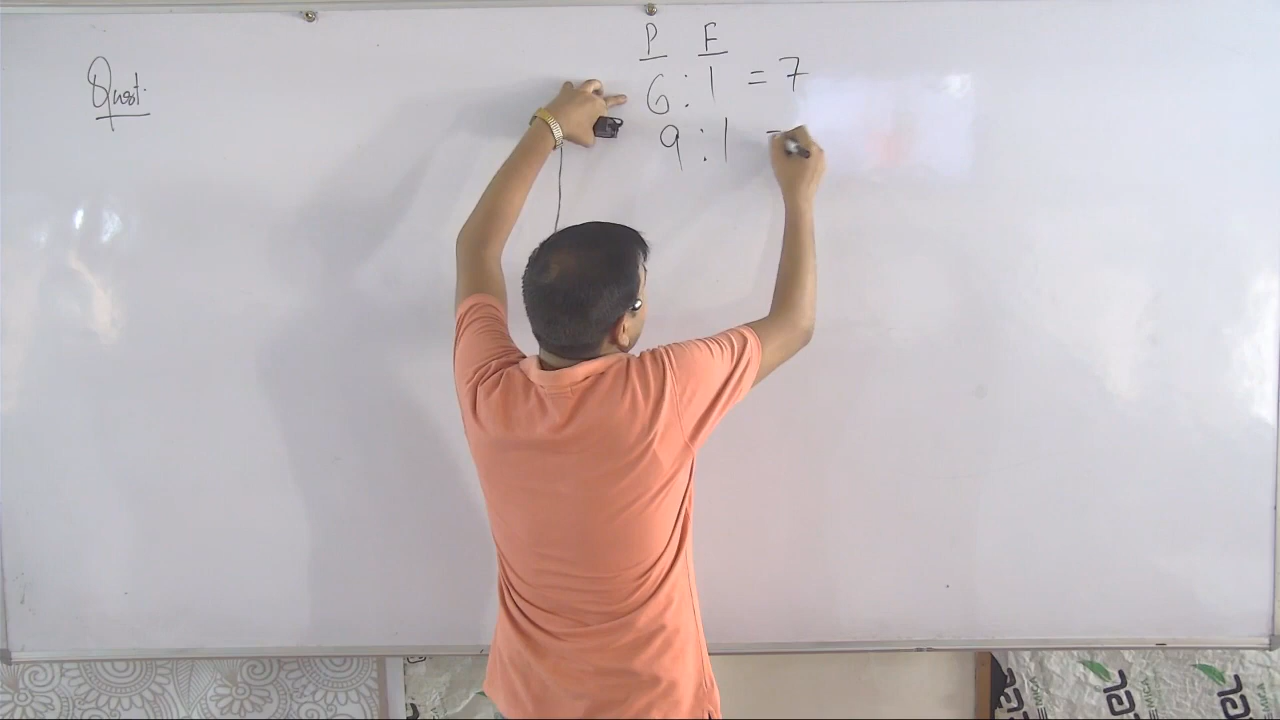 Quest.
P F
6 : 1 = 7
9 : 1 =